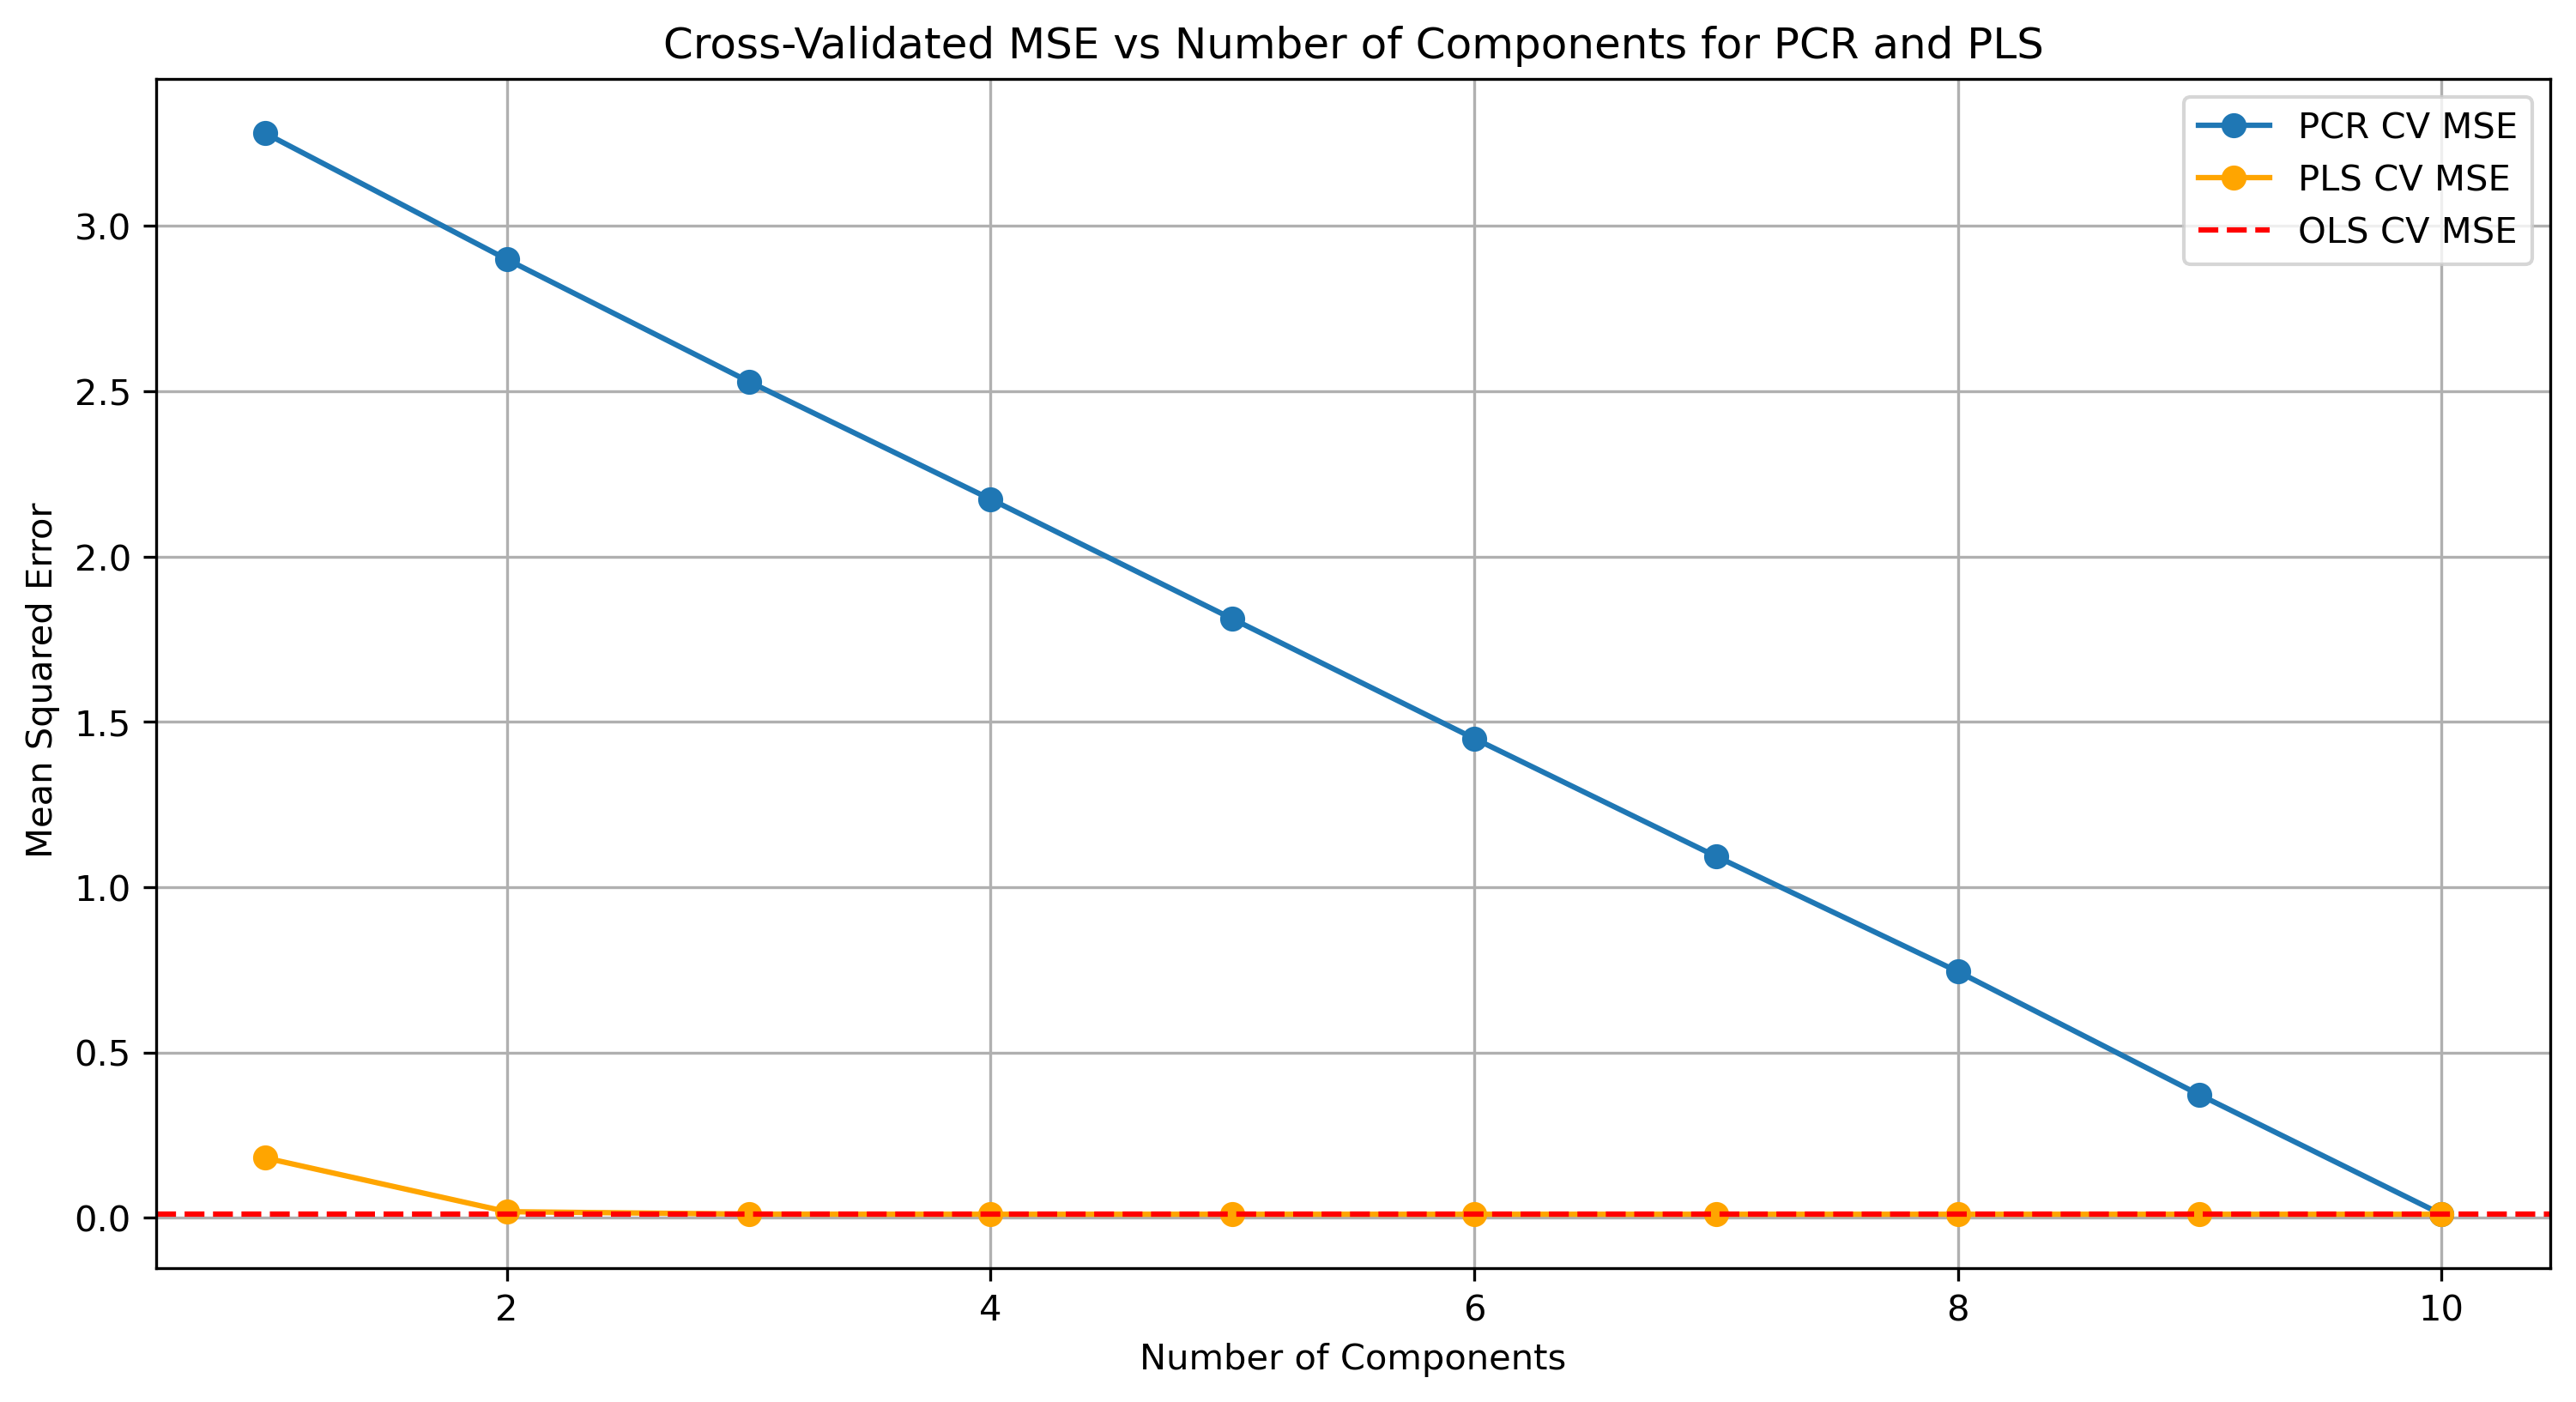 Cross-Validated MSE vs Number of Components for PCR and PLS
PCR CV MSE
PLS CV MSE
OLS CV MSE
Mean Squared Error
3.0
2.5
2.0
1.5
1.0
0.5
0.0
2 4 6 8 10
Number of Components